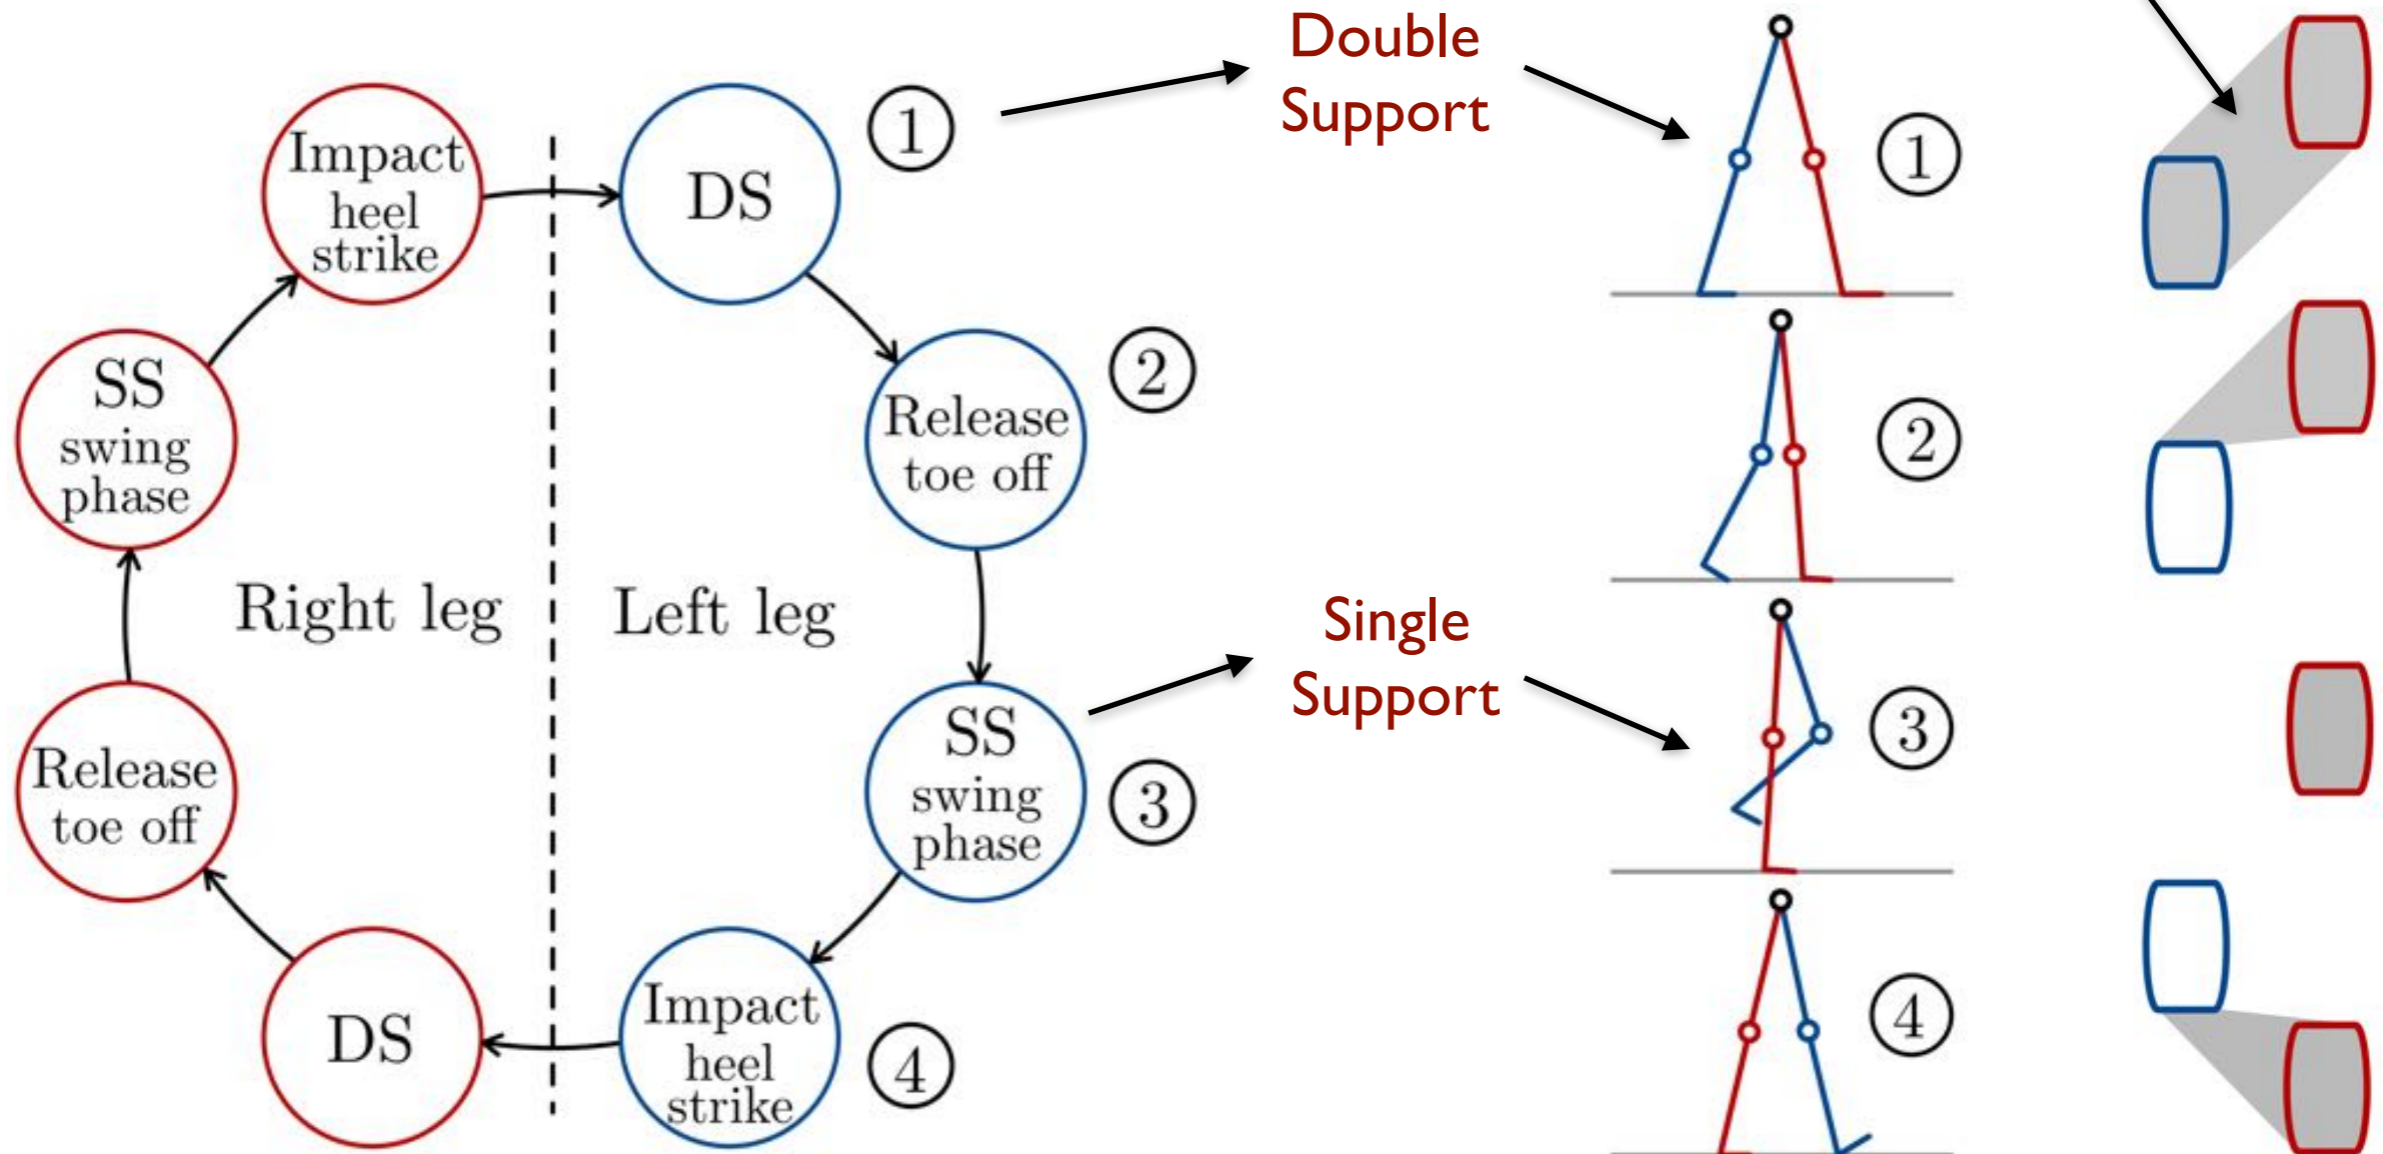 Double
Support
Impact
heel
strike
DS
1
1
SS
swing
phase
Release
toe off
2
2
Right leg
Left leg
Single
Support
Release
toe off
SS
swing
phase
3
3
DS
Impact
heel
strike
4
4